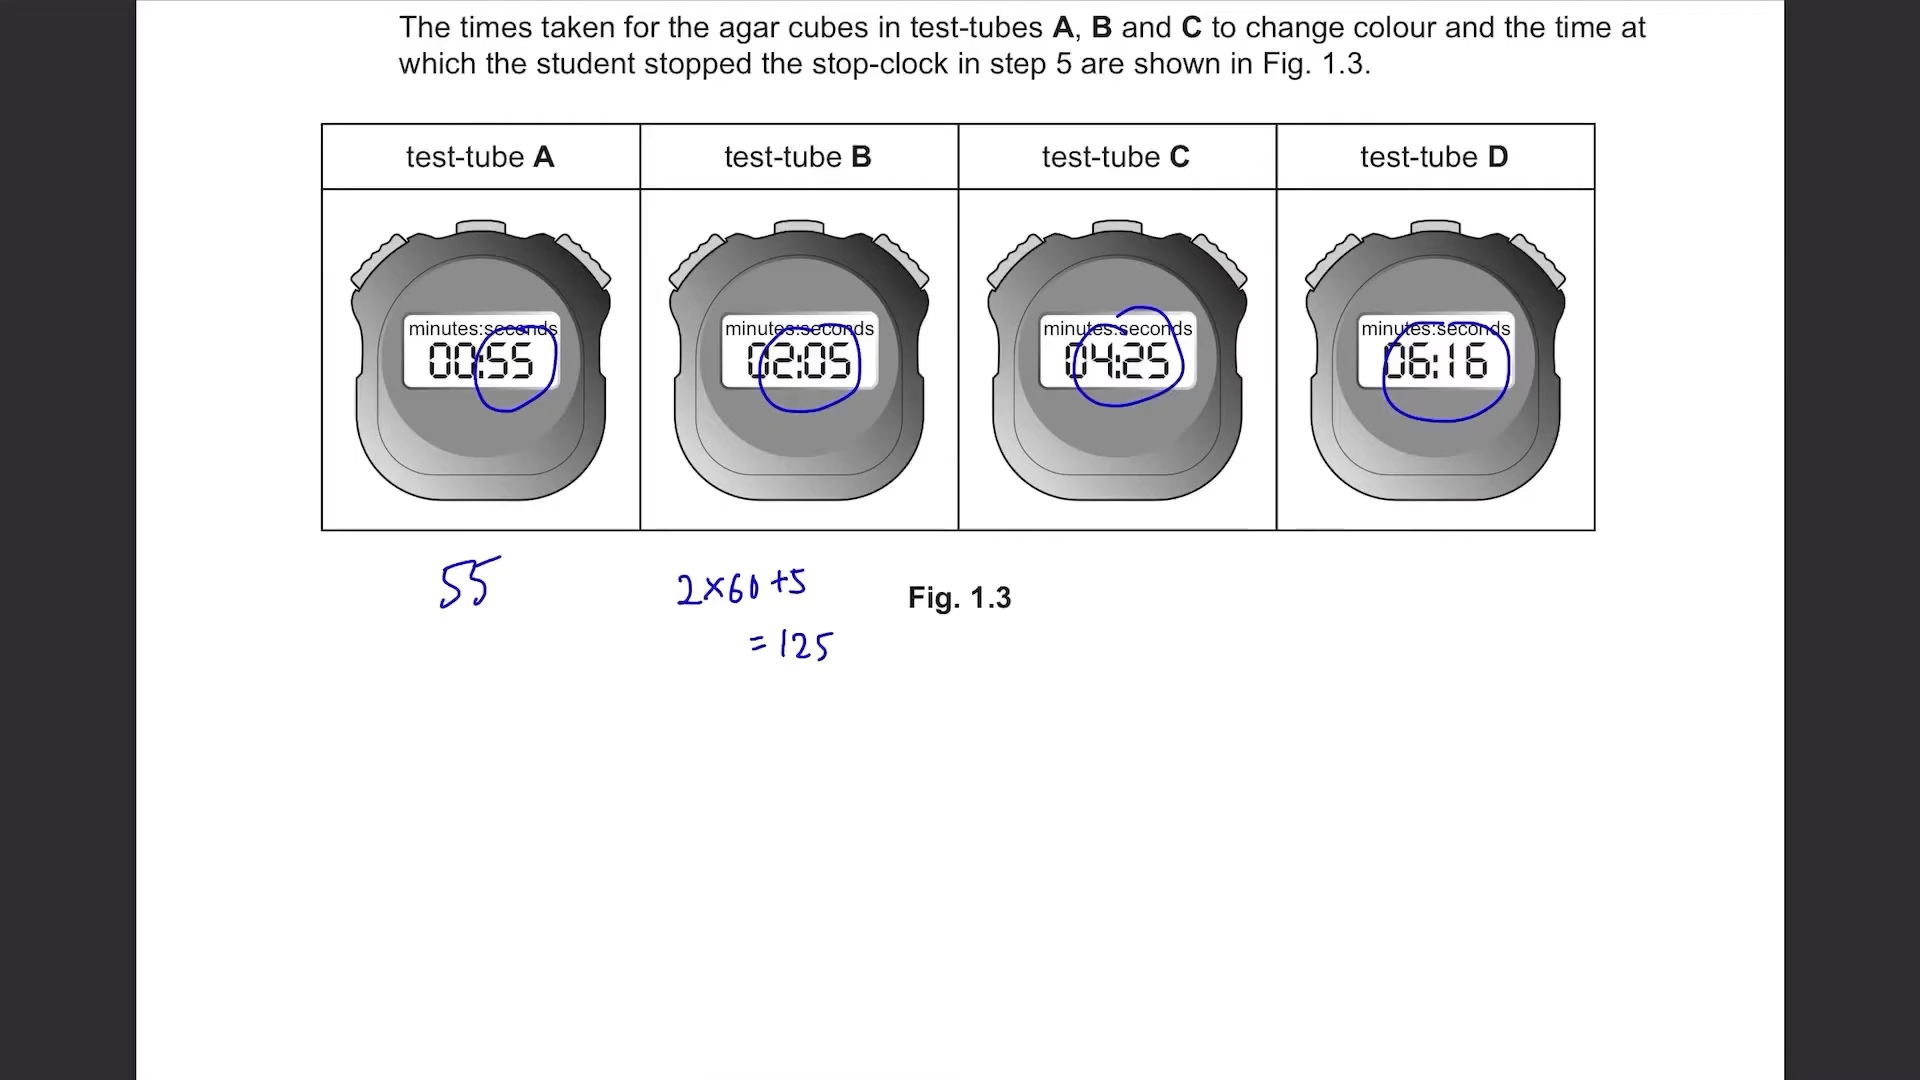 The times taken for the agar cubes in test-tubes A, B and C to change colour and the time at
which the student stopped the stop-clock in step 5 are shown in Fig. 1.3.
test-tube A
test-tube B
test-tube C
test-tube D
minutes:seconds
00:55
minutes:seconds
02:05
minutes:seconds
04:25
minutes:seconds
06:16
55
2×60+5
=125
Fig. 1.3